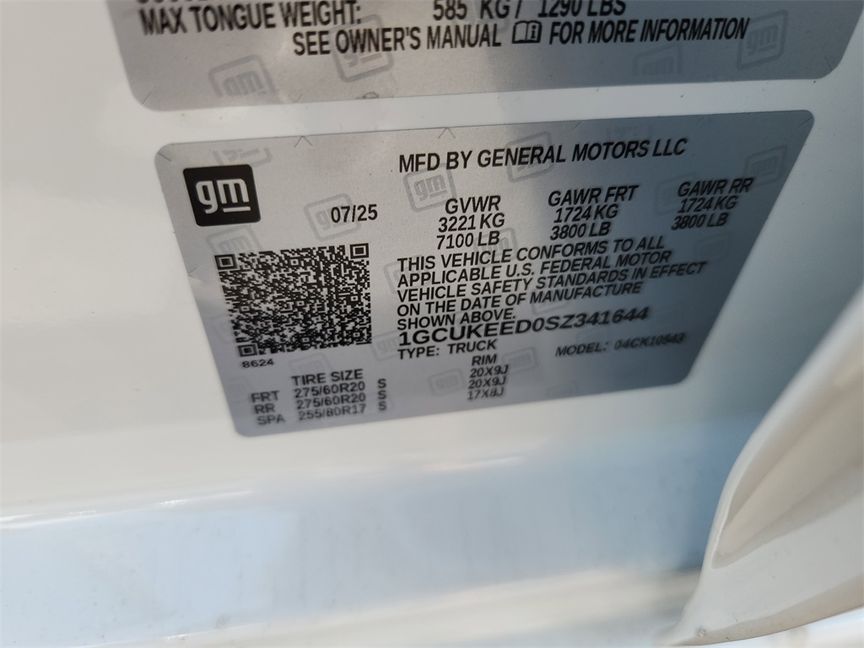 MAX TONGUE WEIGHT: 585 KG / 1290 LBS
SEE OWNER'S MANUAL FOR MORE INFORMATION
gm
MFD BY GENERAL MOTORS LLC
07/25
GVWR GAWR FRT GAWR RR
3221 KG 1724 KG 1724 KG
7100 LB 3800 LB 3800 LB
THIS VEHICLE CONFORMS TO ALL
APPLICABLE U.S. FEDERAL MOTOR
VEHICLE SAFETY STANDARDS IN EFFECT
ON THE DATE OF MANUFACTURE
SHOWN ABOVE.
1GCUKEED0SZ341644
8624
TYPE: TRUCK MODEL: 04CK10543
TIRE SIZE RIM
FRT 275/60R20 S 20X9J
RR 275/60R20 S 20X9J
SPA 255/80R17 S 17X8J